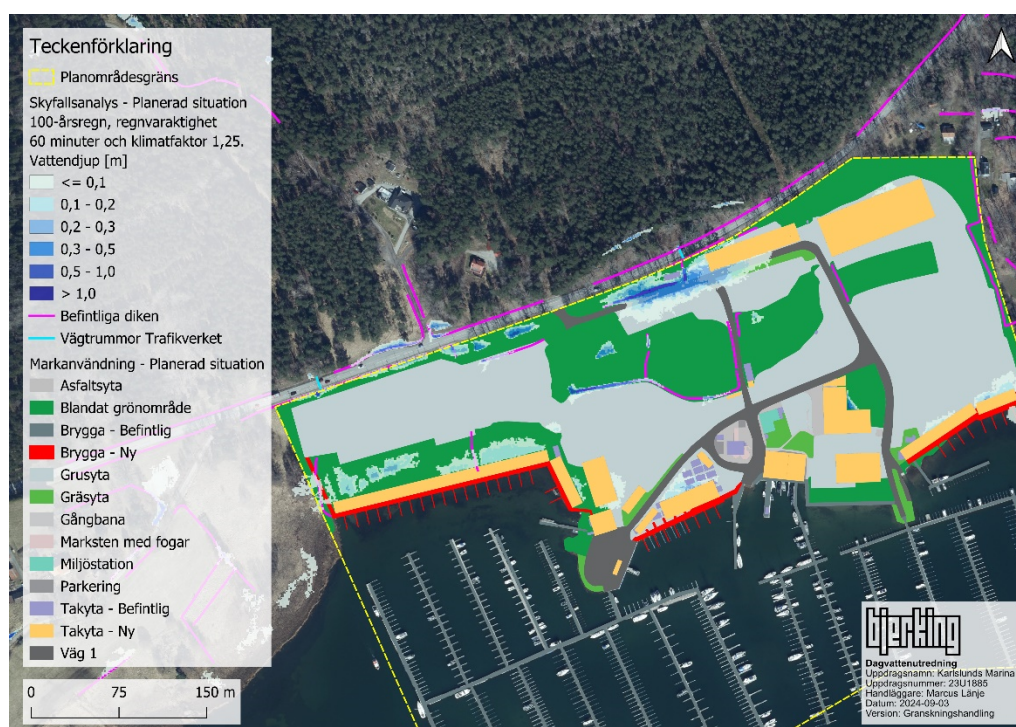 Teckenförklaring
Planområdesgräns
Skyfallsanalys - Planerad situation
100-årsregn, regnvaraktighet
60 minuter och klimatfaktor 1,25.
Vattendjup [m]
<= 0,1
0,1 - 0,2
0,2 - 0,3
0,3 - 0,5
0,5 - 1,0
> 1,0
Befintliga diken
Vägtrummor Trafikverket
Markanvändning - Planerad situation
Asfaltsyta
Blandat grönområde
Brygga - Befintlig
Brygga - Ny
Grusyta
Gräsyta
Gångbana
Marksten med fogar
Miljöstation
Parkering
Takyta - Befintlig
Takyta - Ny
Väg 1
0 75 150 m
bjerking
Dagvattenutredning
Uppdragsnamn: Karlslunds Marina
Uppdragsnummer: 23U1885
Handläggare: Marcus Länje
Datum: 2024-09-03
Version: Granskningshandling